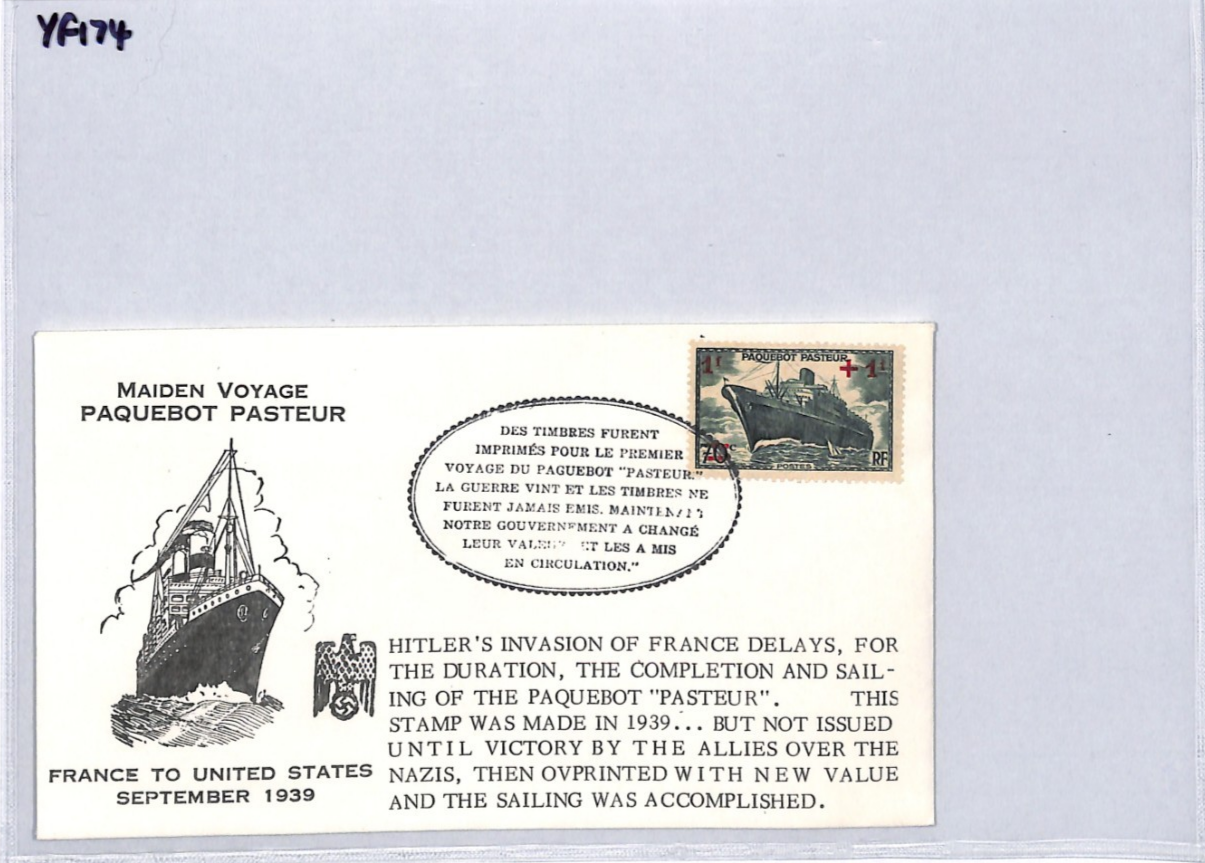 YF174
MAIDEN VOYAGE
PAQUEBOT PASTEUR
PAQUEBOT PASTEUR
1F + 1F
70c
POSTES
RF
DES TIMBRES FURENT
IMPRIMÉS POUR LE PREMIER
VOYAGE DU PAGUEBOT "PASTEUR."
LA GUERRE VINT ET LES TIMBRES NE
FURENT JAMAIS EMIS.
NOTRE GOUVERNEMENT A CHANGÉ
LEUR ET LES A MIS
EN CIRCULATION."
HITLER'S INVASION OF FRANCE DELAYS, FOR
THE DURATION, THE COMPLETION AND SAIL-
ING OF THE PAQUEBOT "PASTEUR". THIS
STAMP WAS MADE IN 1939... BUT NOT ISSUED
UNTIL VICTORY BY THE ALLIES OVER THE
NAZIS, THEN OVPRINTED WITH NEW VALUE
AND THE SAILING WAS ACCOMPLISHED.
FRANCE TO UNITED STATES
SEPTEMBER 1939